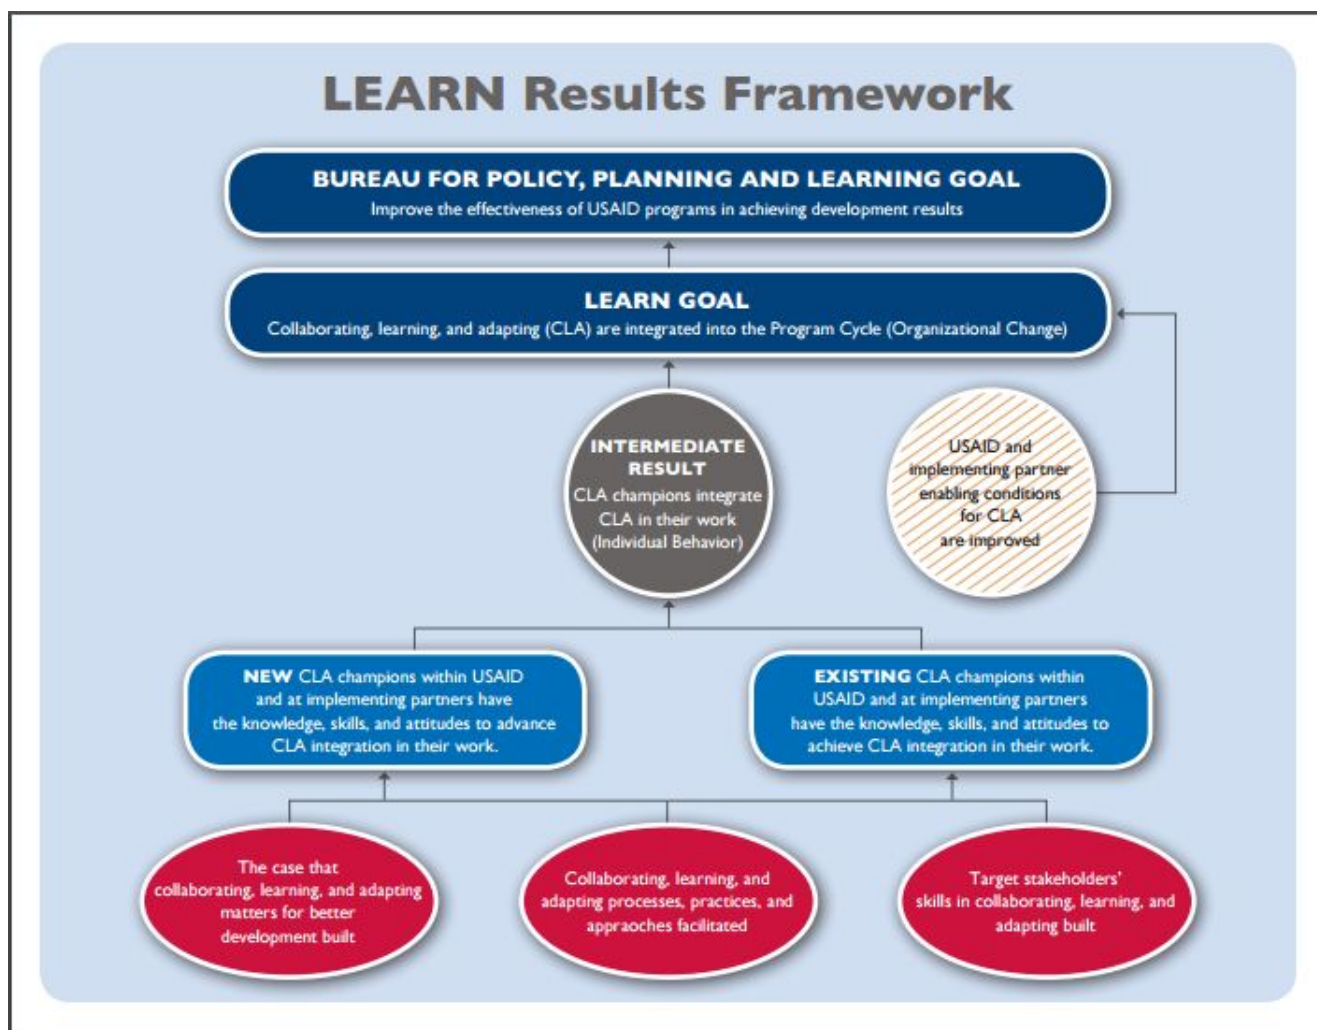 LEARN Results Framework
BUREAU FOR POLICY, PLANNING AND LEARNING GOAL
Improve the effectiveness of USAID programs in achieving development results
LEARN GOAL
Collaborating, learning, and adapting (CLA) are integrated into the Program Cycle (Organizational Change)
INTERMEDIATE
RESULT
CLA champions integrate
CLA in their work
(Individual Behavior)
USAID and
implementing partner
enabling conditions
for CLA
are improved
NEW CLA champions within USAID
and at implementing partners have
the knowledge, skills, and attitudes to advance
CLA integration in their work.
EXISTING CLA champions within
USAID and at implementing partners
have the knowledge, skills, and attitudes to
achieve CLA integration in their work.
The case that
collaborating, learning, and adapting
matters for better
development built
Collaborating, learning, and
adapting processes, practices, and
appraoches facilitated
Target stakeholders'
skills in collaborating, learning, and
adapting built